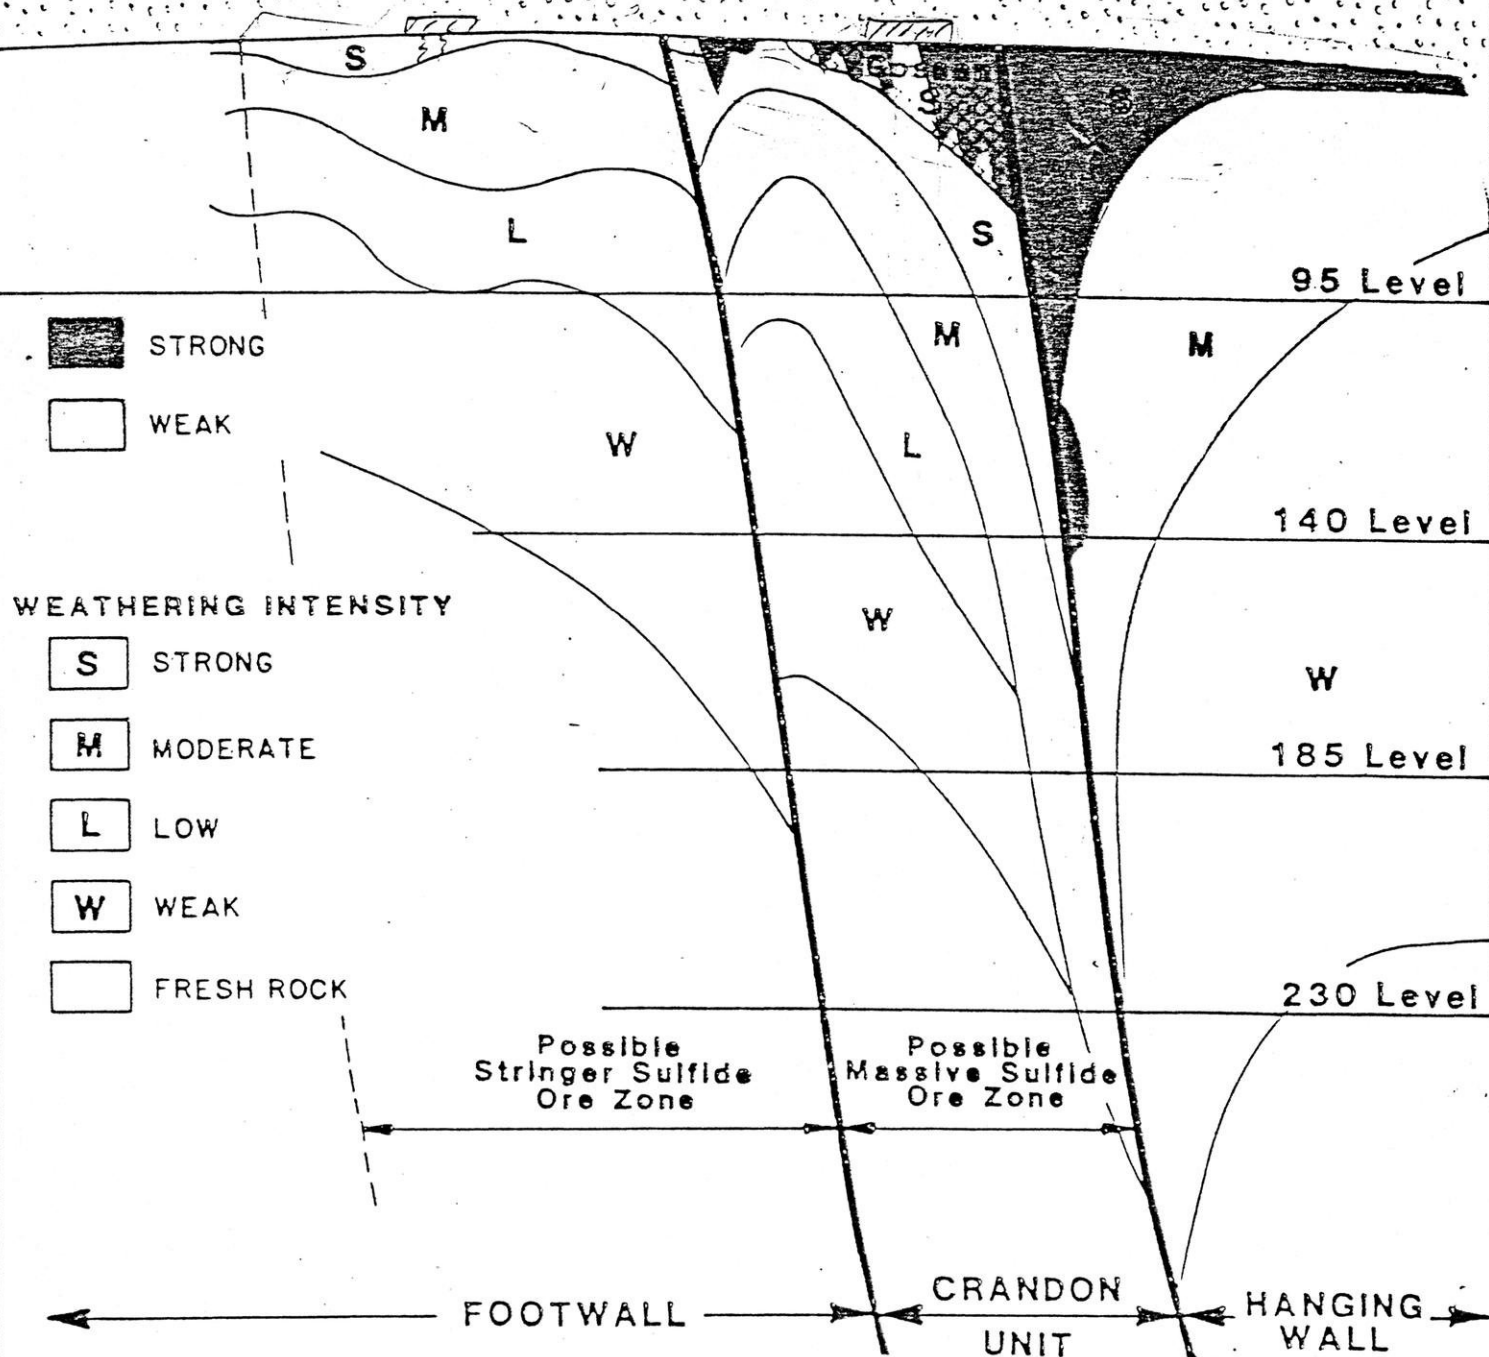 S
Gossan
S
S
M
L
S
95 Level
M
M
STRONG
WEAK
W
L
140 Level
WEATHERING INTENSITY
S STRONG
W
W
M MODERATE
185 Level
L LOW
W WEAK
FRESH ROCK
230 Level
Possible
Stringer Sulfide
Ore Zone
Possible
Massive Sulfide
Ore Zone
FOOTWALL
CRANDON
UNIT
HANGING
WALL